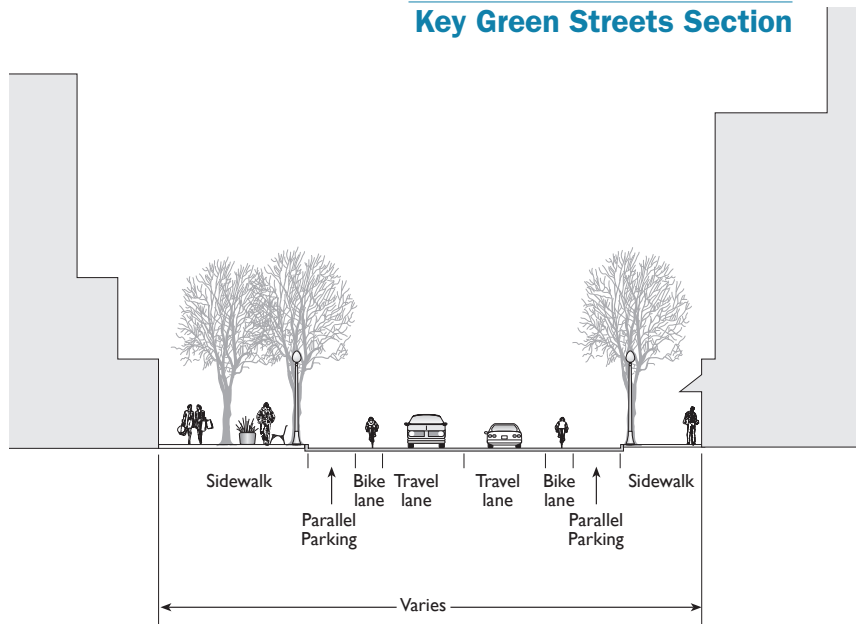 Key Green Streets Section
Sidewalk
Parallel
Parking
Bike
lane
Travel
lane
Travel
lane
Bike
lane
Parallel
Parking
Sidewalk
Varies